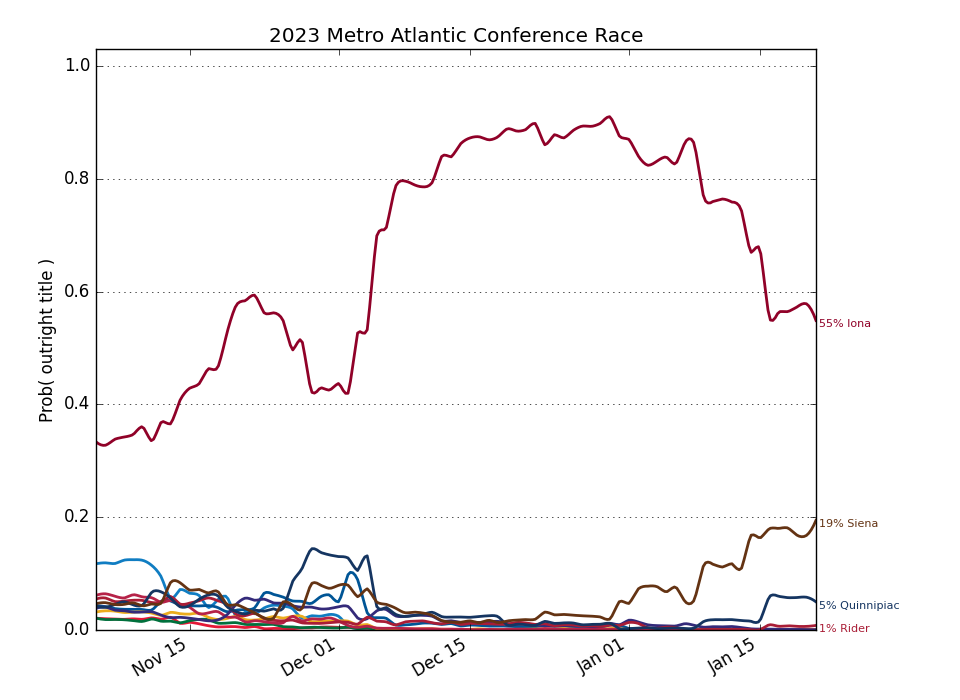 2023 Metro Atlantic Conference Race
Prob( outright title )
1.0
0.8
0.6
0.4
0.2
0.0
55% Iona
19% Siena
5% Quinnipiac
1% Rider
Nov 15
Dec 01
Dec 15
Jan 01
Jan 15